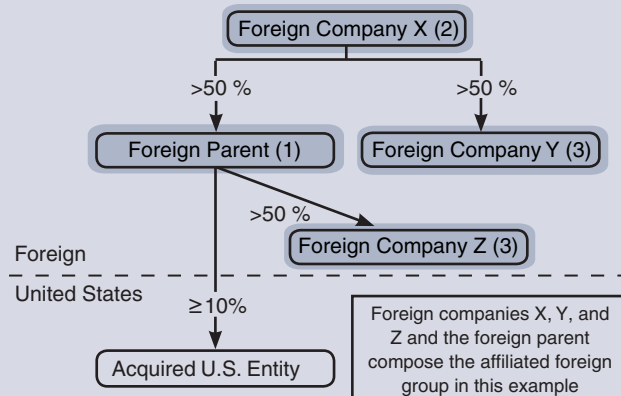 Foreign Company X (2)
>50 %
>50 %
Foreign Parent (1)
Foreign Company Y (3)
>50 %
Foreign Company Z (3)
Foreign
United States
≥10%
Acquired U.S. Entity
Foreign companies X, Y, and
Z and the foreign parent
compose the affiliated foreign
group in this example